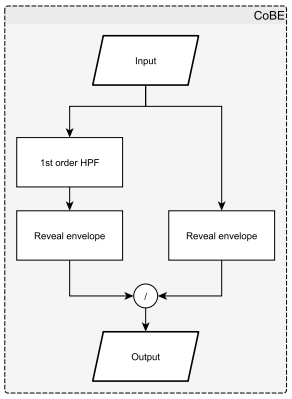 CoBE
Input
1st order HPF
Reveal envelope
Reveal envelope
/
Output